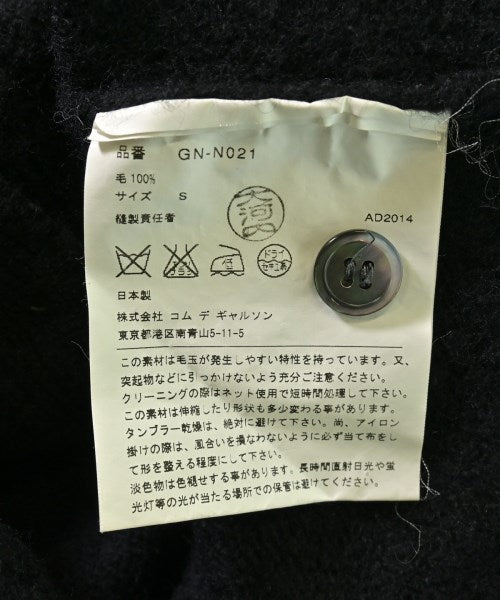 品番 GN-N021
毛 100%
サイズ S
縫製責任者
AD2014
低
ドライ
セキユ系
日本製
株式会社 コム デ ギャルソン
東京都港区南青山5-11-5
この素材は毛玉が発生しやすい特性を持っています。又、
突起物などに引っかけないよう充分ご注意ください。
クリーニングの際はネット使用で短時間処理して下さい。
この素材は伸縮したり形状も多少変わる事があります。
タンブラー乾燥は、絶対に避けて下さい。尚、アイロン
掛けの際は、風合いを損なわないように必ず当て布をし
て形を整える程度にして下さい。
淡色物は色褪せする事があります。長時間直射日光や蛍
光灯等の光が当たる場所での保管は避けてください。